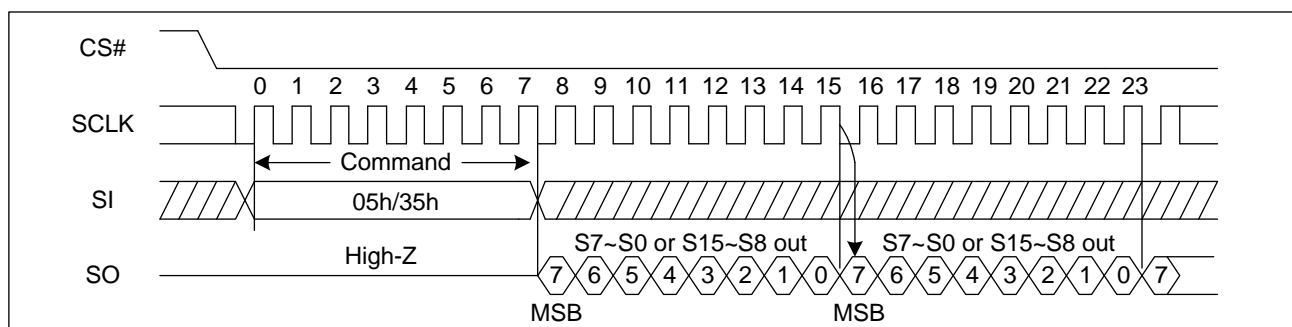 CS#
0 1 2 3 4 5 6 7 8 9 10 11 12 13 14 15 16 17 18 19 20 21 22 23
SCLK
Command
SI
05h/35h
S7~S0 or S15~S8 out S7~S0 or S15~S8 out
High-Z
SO
7 6 5 4 3 2 1 0 7 6 5 4 3 2 1 0 7
MSB MSB